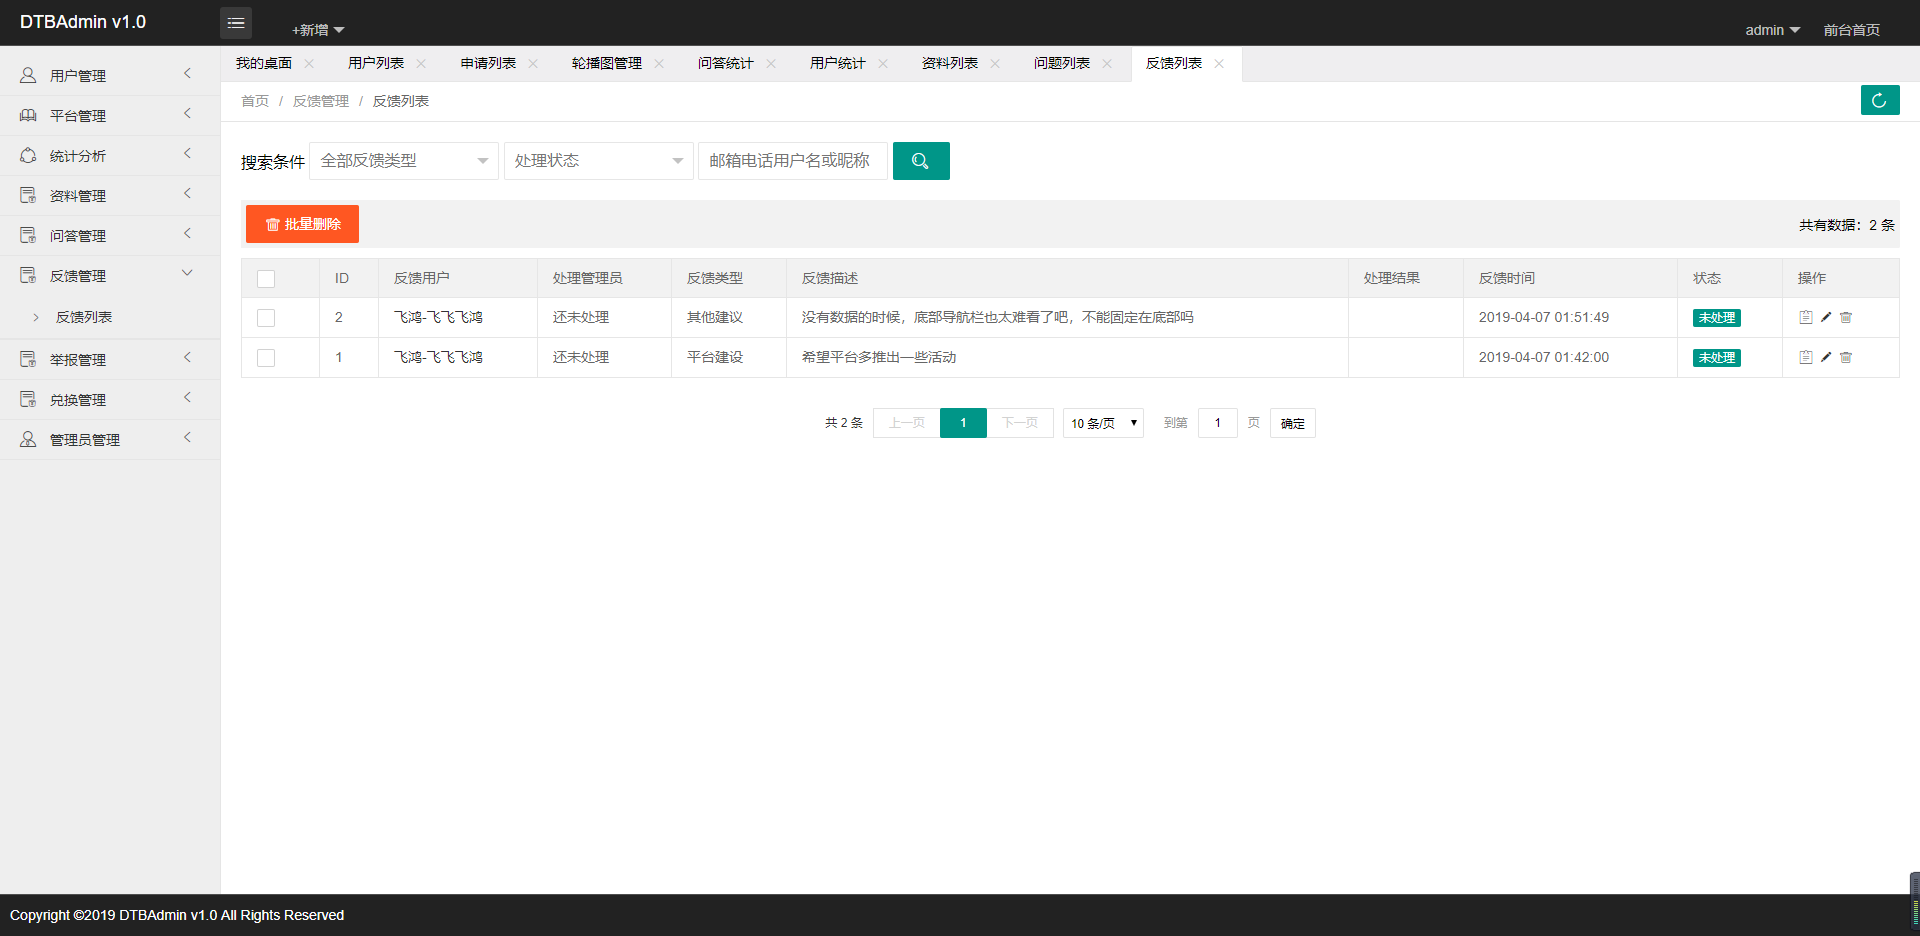 DTBAdmin v1.0
+新增
admin 前台首页
我的桌面 用户列表 申请列表 轮播图管理 问答统计 用户统计 资料列表 问题列表 反馈列表
首页 / 反馈管理 / 反馈列表
用户管理
平台管理
统计分析
资料管理
问答管理
反馈管理
反馈列表
举报管理
兑换管理
管理员管理
搜索条件 全部反馈类型 处理状态 邮箱电话用户名或昵称
批量删除 共有数据：2 条
ID 反馈用户 处理管理员 反馈类型 反馈描述 处理结果 反馈时间 状态 操作
2 飞鸿-飞飞飞鸿 还未处理 其他建议 没有数据的时候，底部导航栏也太难看了吧，不能固定在底部吗 2019-04-07 01:51:49 未处理
1 飞鸿-飞飞飞鸿 还未处理 平台建设 希望平台多推出一些活动 2019-04-07 01:42:00 未处理
共 2 条 上一页 1 下一页 10 条/页 到第 1 页 确定
Copyright ©2019 DTBAdmin v1.0 All Rights Reserved